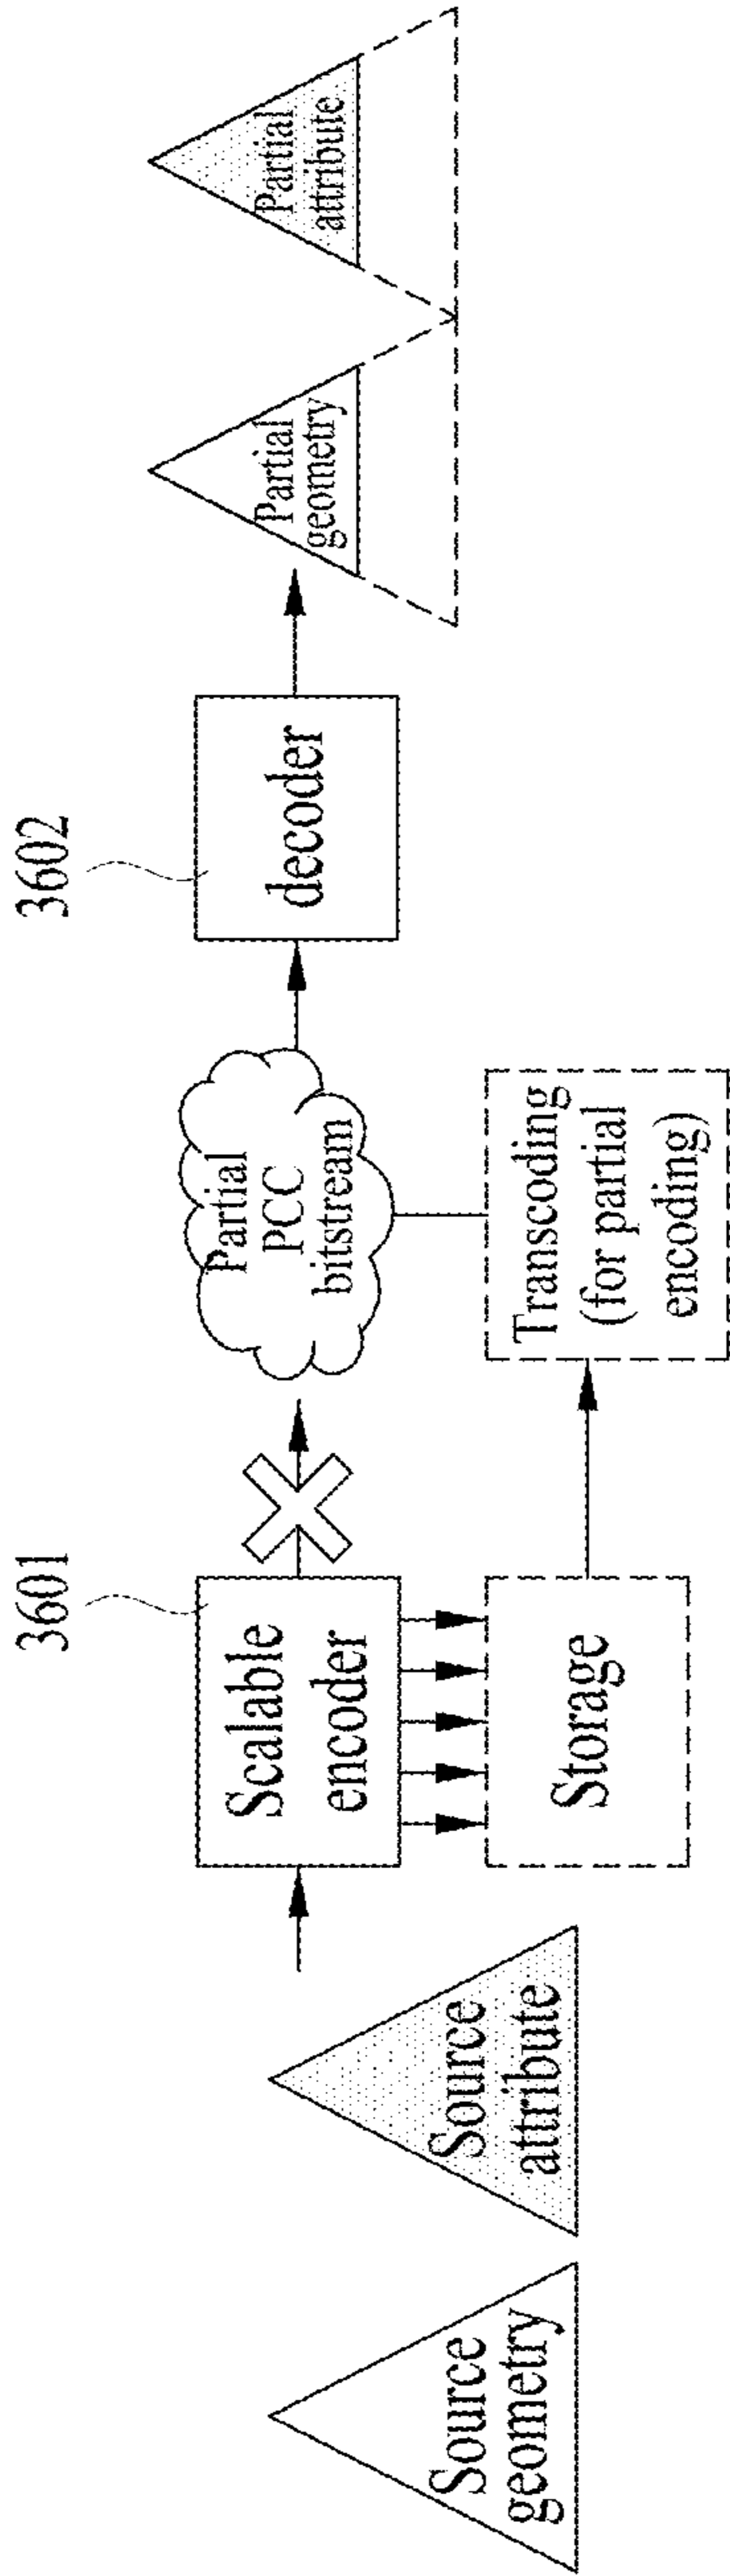 Source
geometry
Source
attribute
3601
Scalable
encoder
Storage
Partial
PCC
bitstream
Transcoding
(for partial
encoding)
3602
decoder
Partial
geometry
Partial
attribute